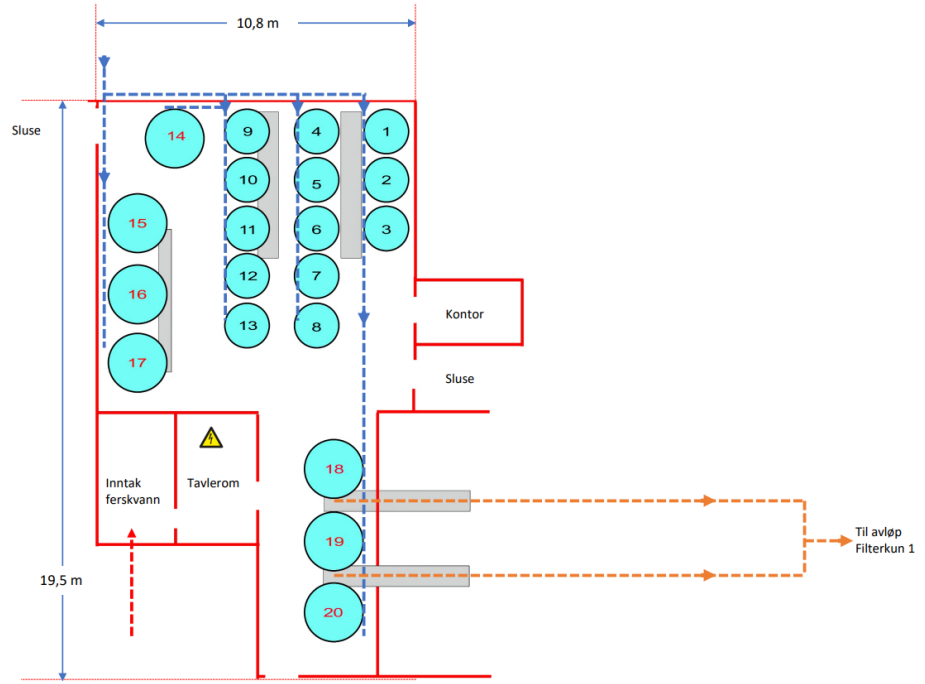 10,8 m
Sluse
14
9
4
1
10
5
2
15
11
6
3
16
12
7
17
13
8
Kontor
Sluse
18
Inntak
ferskvann
Tavlerom
19
Til avløp
Filterkun 1
19,5 m
20